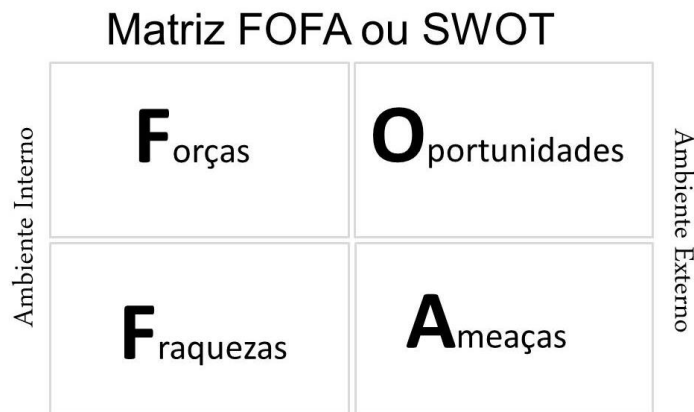 Matriz FOFA ou SWOT
Ambiente Interno
Forças
Oportunidades
Fraquezas
Ameaças
Ambiente Externo